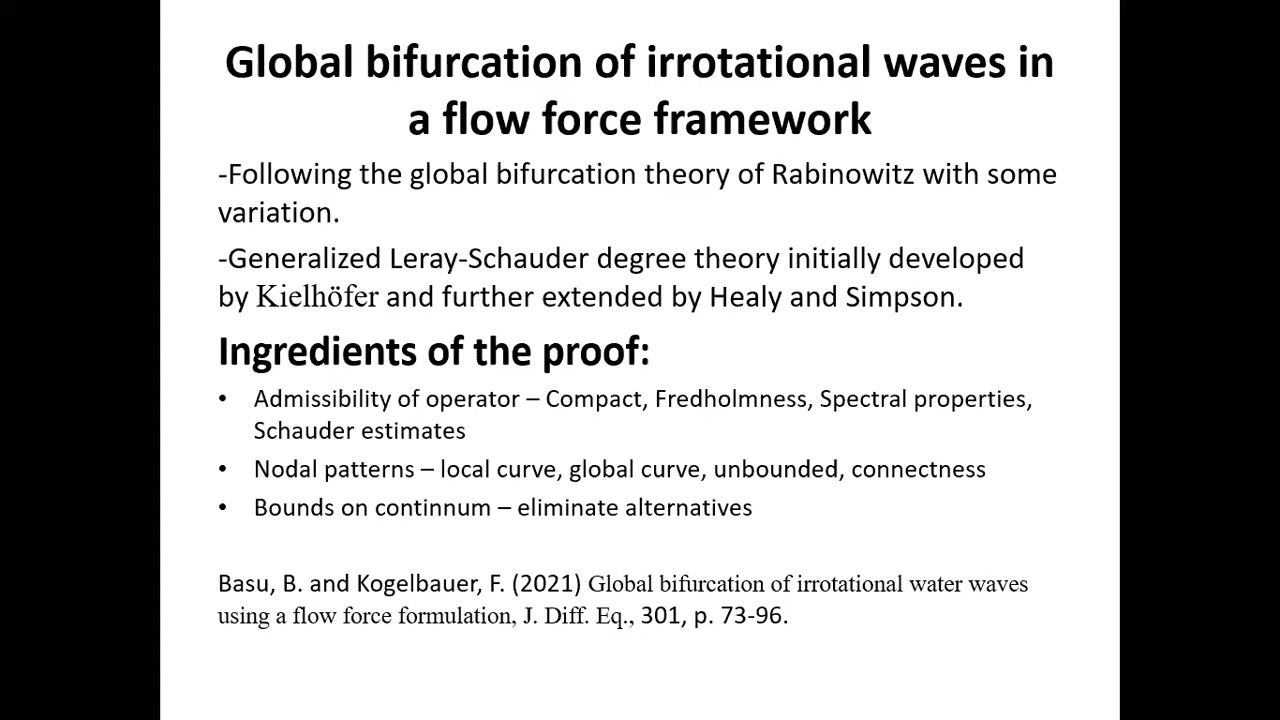 Global bifurcation of irrotational waves in
a flow force framework
-Following the global bifurcation theory of Rabinowitz with some
variation.
-Generalized Leray-Schauder degree theory initially developed
by Kielhöfer and further extended by Healy and Simpson.
Ingredients of the proof:
• Admissibility of operator – Compact, Fredholmness, Spectral properties,
Schauder estimates
• Nodal patterns – local curve, global curve, unbounded, connectness
• Bounds on continnum – eliminate alternatives
Basu, B. and Kogelbauer, F. (2021) Global bifurcation of irrotational water waves
using a flow force formulation, J. Diff. Eq., 301, p. 73-96.